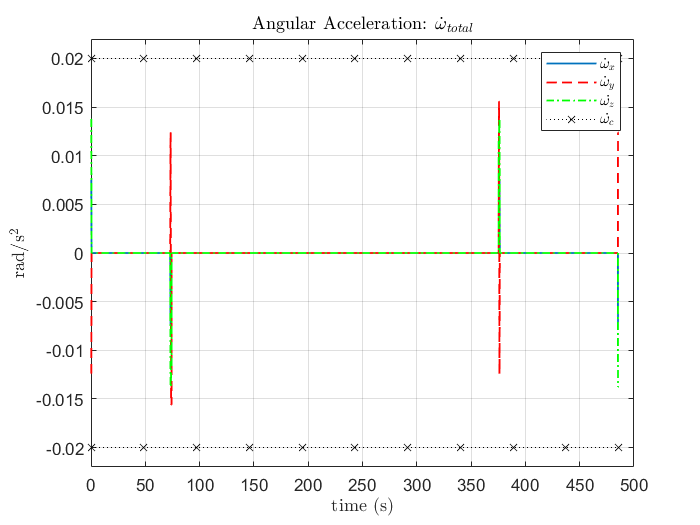 Angular Acceleration: ω̇_total
0.02
0.015
0.01
0.005
0
-0.005
-0.01
-0.015
-0.02
rad/s²
0 50 100 150 200 250 300 350 400 450 500
time (s)
ω̇_x
ω̇_y
ω̇_z
ω̇_c